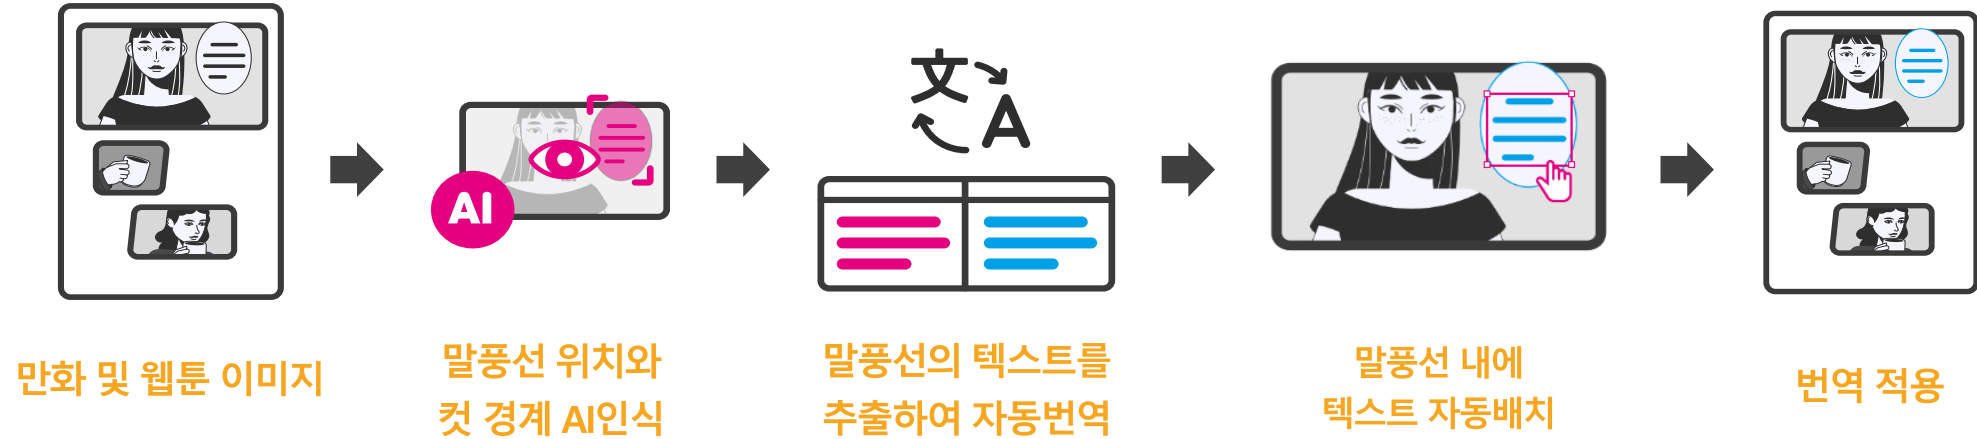 AI
文
A
만화 및 웹툰 이미지
말풍선 위치와
컷 경계 AI인식
말풍선의 텍스트를
추출하여 자동번역
말풍선 내에
텍스트 자동배치
번역 적용